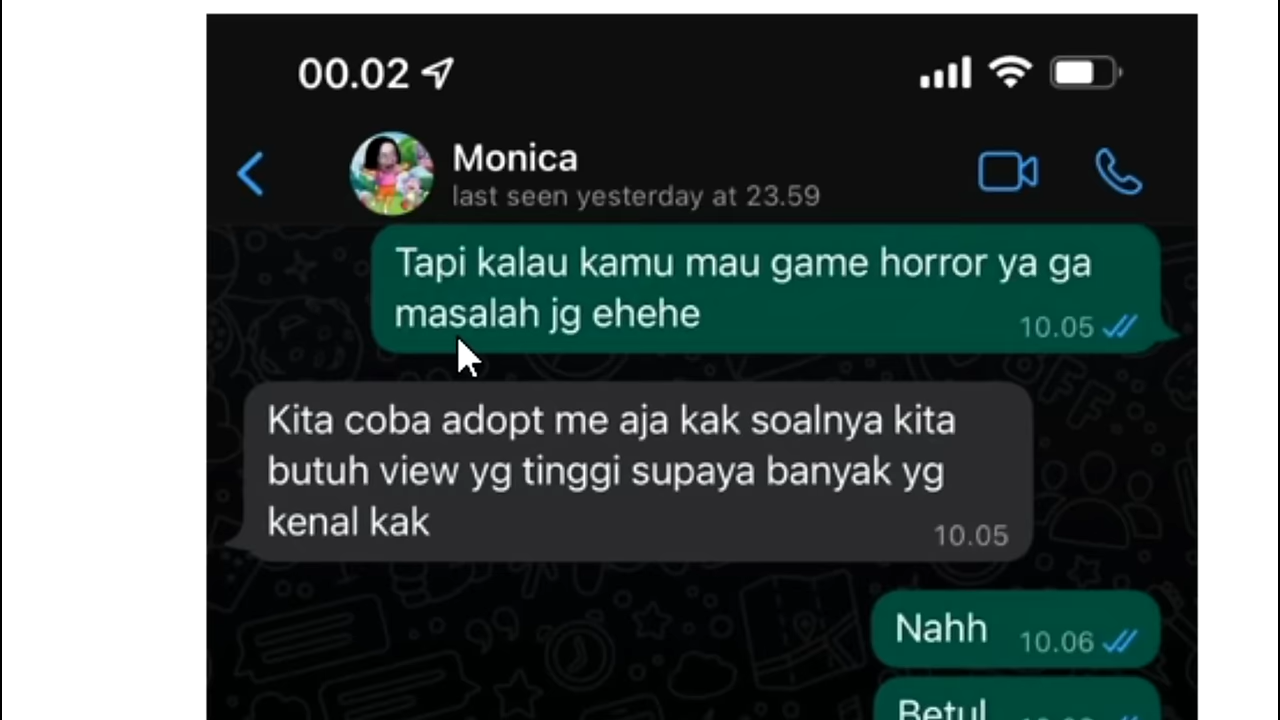 00.02
Monica
last seen yesterday at 23.59
Tapi kalau kamu mau game horror ya ga
masalah jg ehehe
10.05
Kita coba adopt me aja kak soalnya kita
butuh view yg tinggi supaya banyak yg
kenal kak
10.05
Nahh 10.06
Betul